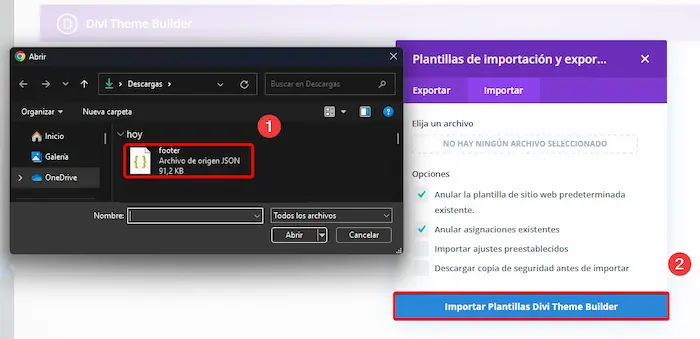 D Divi Theme Builder
Abrir
Descargas
Buscar en Descargas
Organizar
Nueva carpeta
Inicio
Galería
OneDrive
hoy
1
footer
Archivo de origen JSON
91,2 KB
Nombre:
Todos los archivos
Abrir
Cancelar
Plantillas de importación y expor...
Exportar
Importar
Elija un archivo
NO HAY NINGÚN ARCHIVO SELECCIONADO
Opciones
Anular la plantilla de sitio web predeterminada
existente.
Anular asignaciones existentes
Importar ajustes preestablecidos
Descargar copia de seguridad antes de importar
2
Importar Plantillas Divi Theme Builder